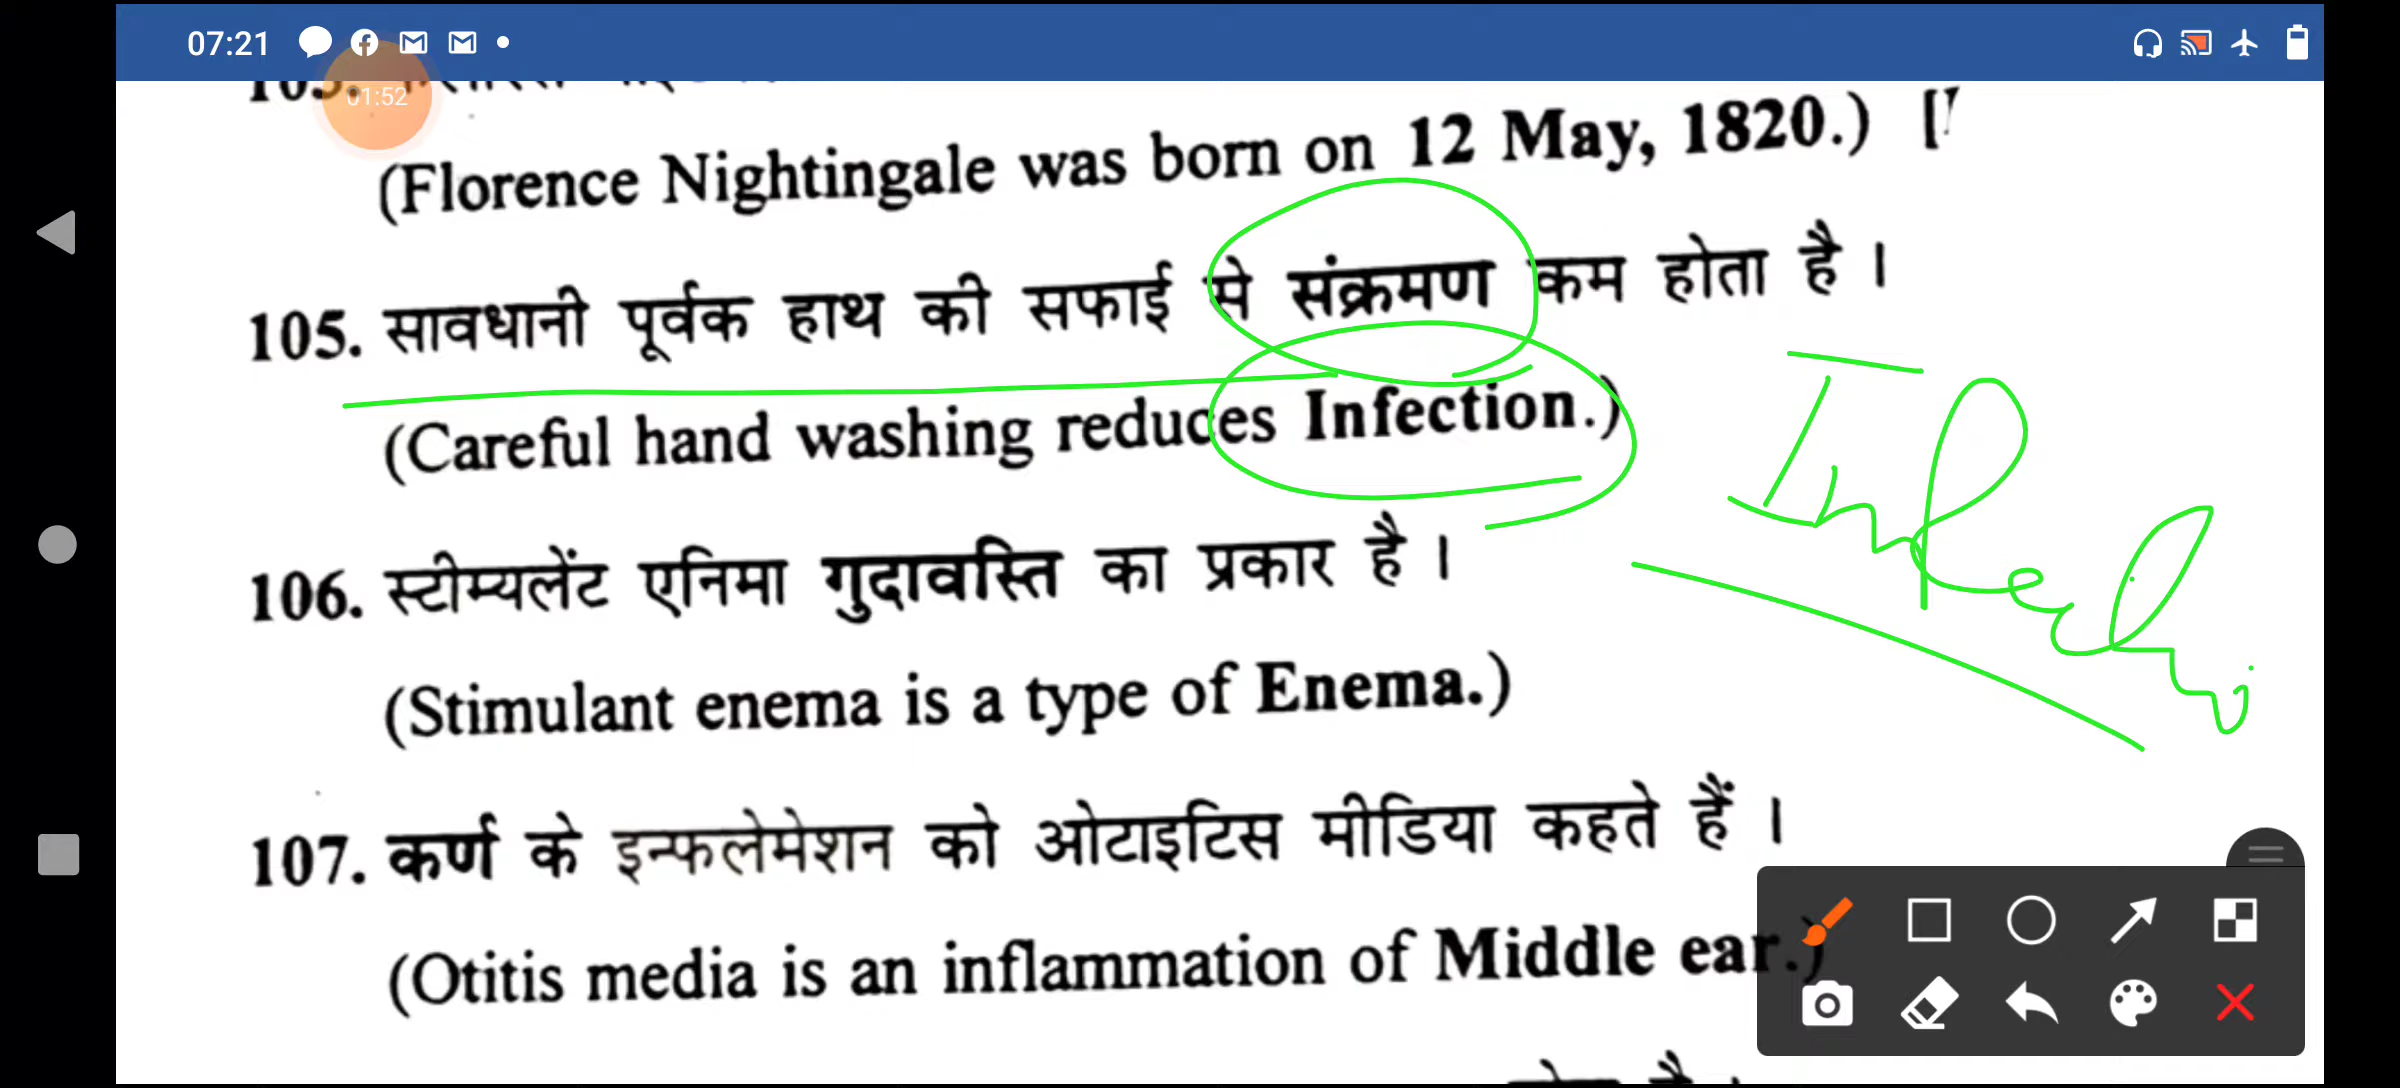 07:21
01:52
(Florence Nightingale was born on 12 May, 1820.)
105. सावधानी पूर्वक हाथ की सफाई से संक्रमण कम होता है ।
(Careful hand washing reduces Infection.)
106. स्टीम्यलेंट एनिमा गुदावस्ति का प्रकार है ।
(Stimulant enema is a type of Enema.)
107. कर्ण के इन्फलेमेशन को ओटाइटिस मीडिया कहते हैं ।
(Otitis media is an inflammation of Middle ear.)